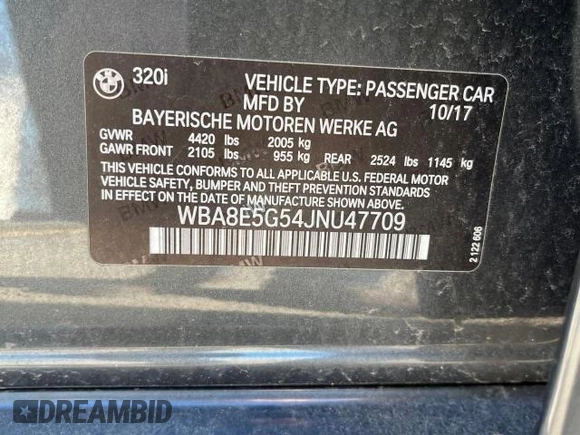 320i
VEHICLE TYPE: PASSENGER CAR
MFD BY 10/17
BAYERISCHE MOTOREN WERKE AG
GVWR 4420 lbs 2005 kg
GAWR FRONT 2105 lbs 955 kg REAR 2524 lbs 1145 kg
THIS VEHICLE CONFORMS TO ALL APPLICABLE U.S. FEDERAL MOTOR
VEHICLE SAFETY, BUMPER AND THEFT PREVENTION STANDARDS
IN EFFECT ON THE DATE OF MANUFACTURE SHOWN ABOVE.
WBA8E5G54JNU47709
2 122 606
DREAMBID